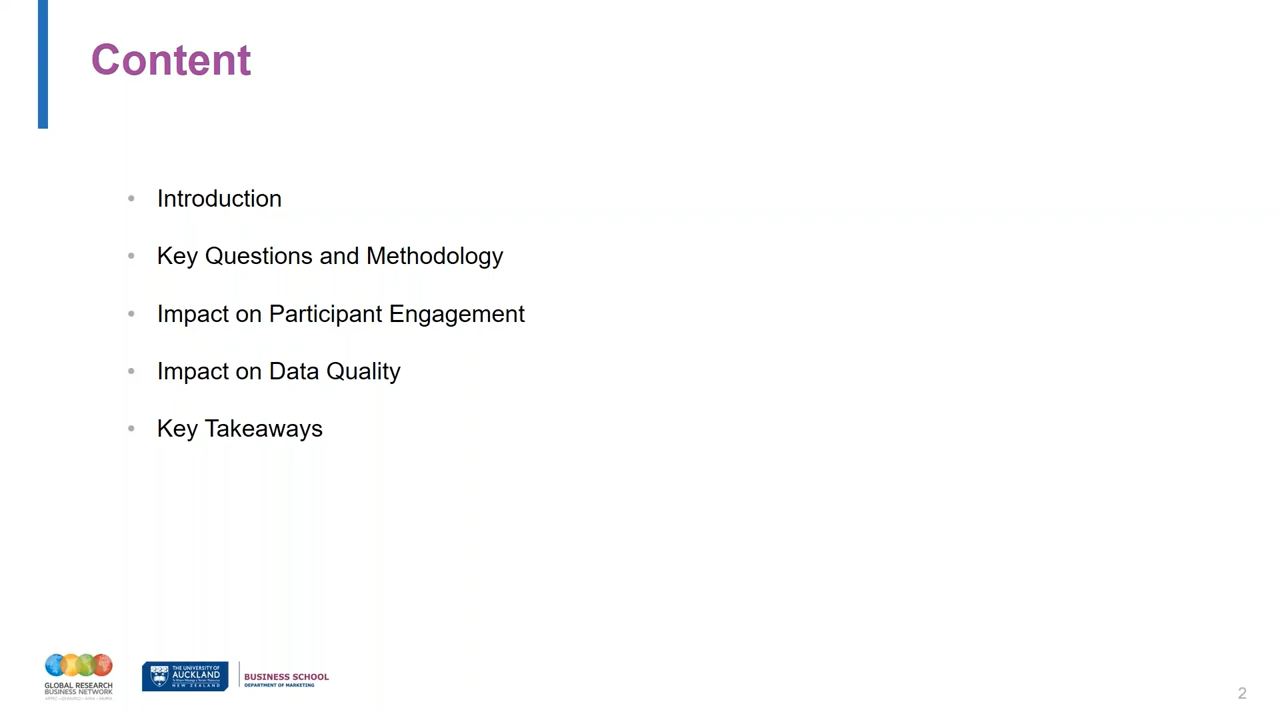 Content
• Introduction
• Key Questions and Methodology
• Impact on Participant Engagement
• Impact on Data Quality
• Key Takeaways
GLOBAL RESEARCH
BUSINESS NETWORK
THE UNIVERSITY OF
AUCKLAND
NEW ZEALAND
BUSINESS SCHOOL
DEPARTMENT OF MARKETING
2